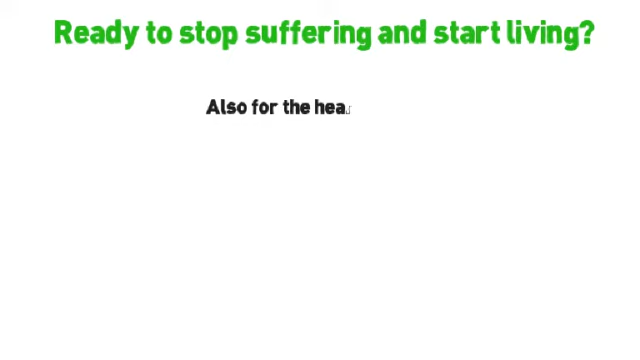 Ready to stop suffering and start living?
Also for the hea